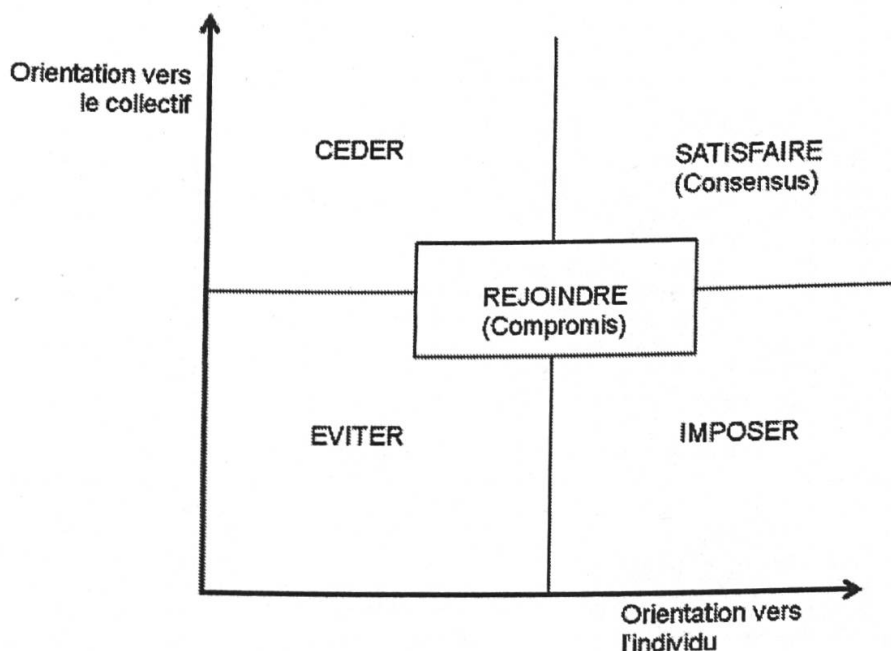 Orientation vers
le collectif
CEDER
SATISFAIRE
(Consensus)
REJOINDRE
(Compromis)
EVITER
IMPOSER
Orientation vers
l'individu